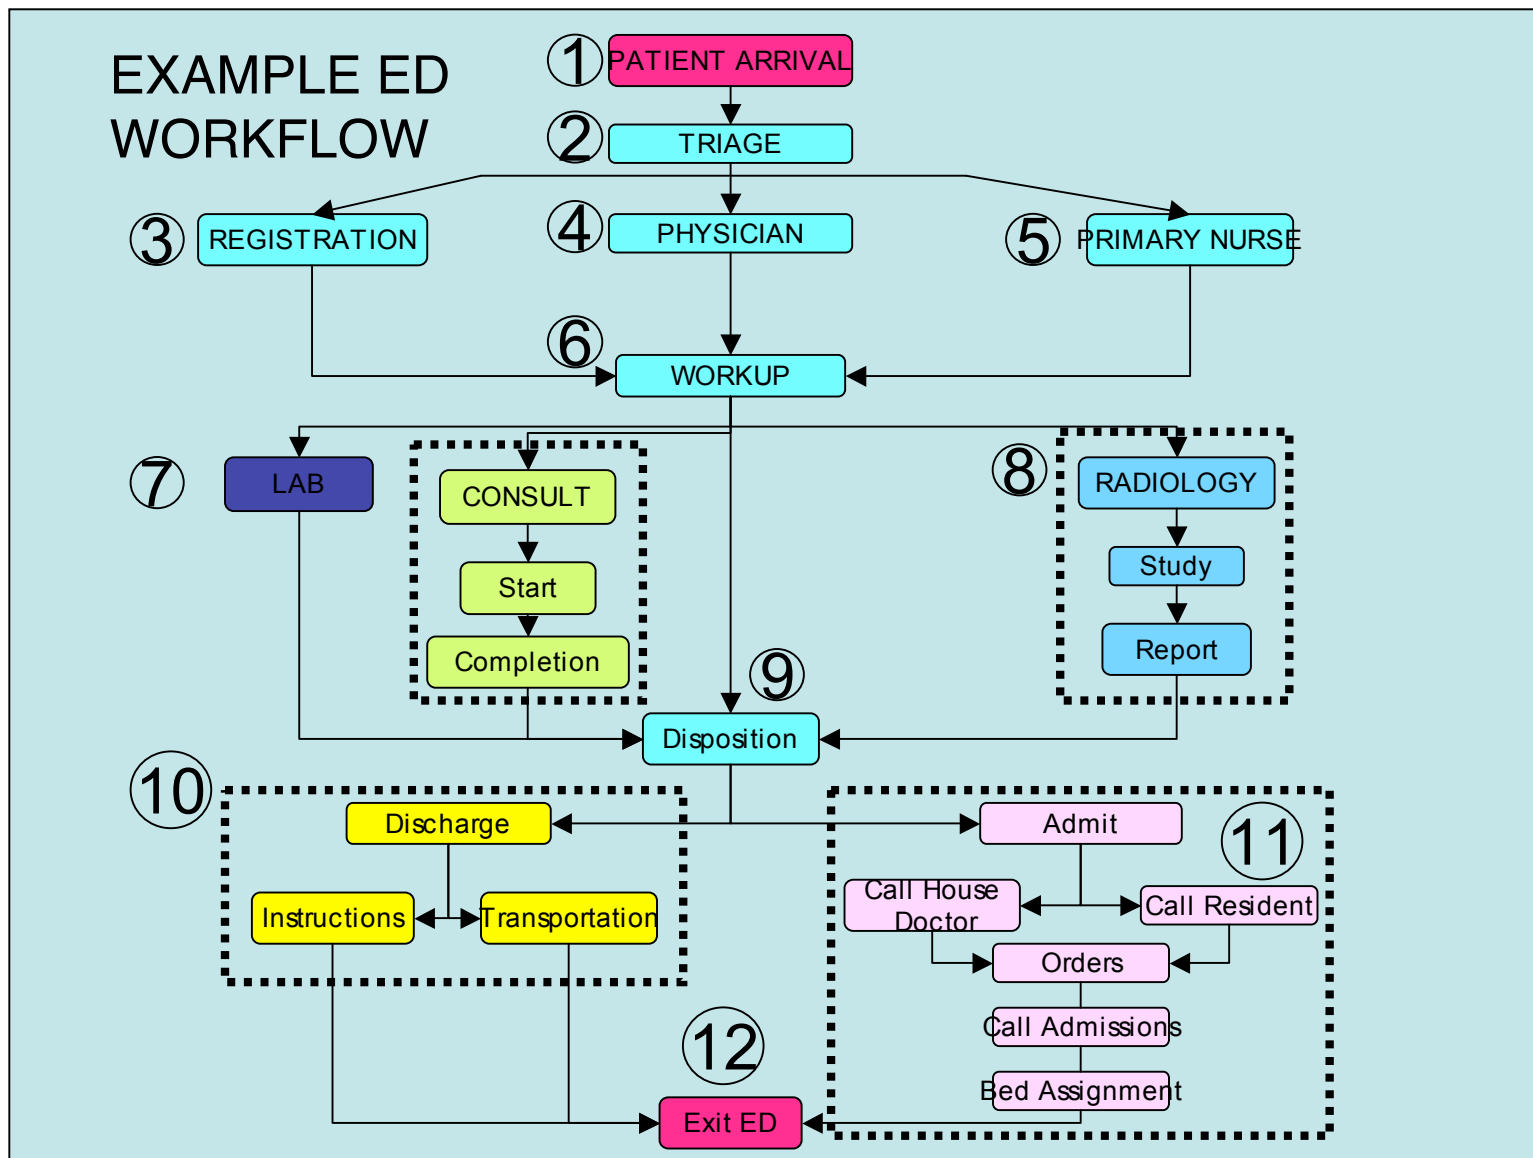 EXAMPLE ED
WORKFLOW
1 PATIENT ARRIVAL
2 TRIAGE
3 REGISTRATION
4 PHYSICIAN
5 PRIMARY NURSE
6 WORKUP
7 LAB
CONSULT
Start
Completion
8 RADIOLOGY
Study
Report
9 Disposition
10
Discharge
Instructions
Transportation
11
Admit
Call House
Doctor
Call Resident
Orders
Call Admissions
Bed Assignment
12
Exit ED